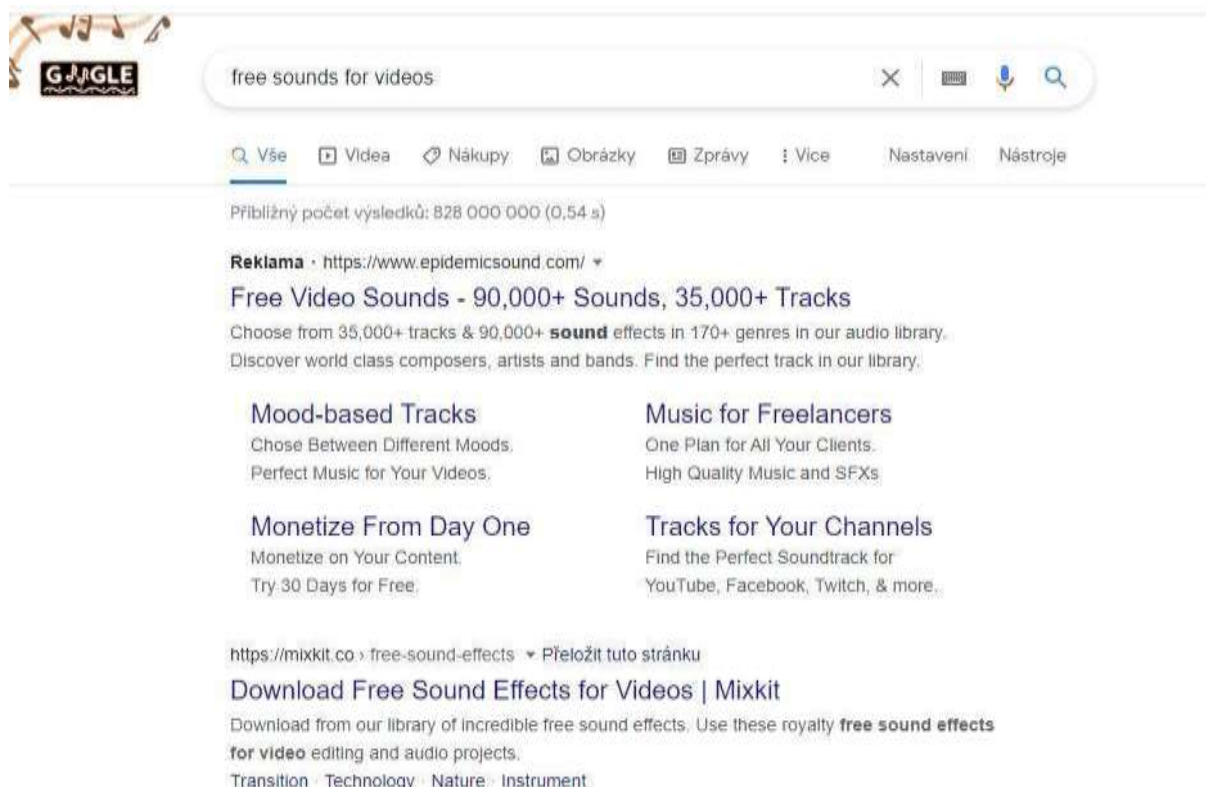 GOOGLE
free sounds for videos
Vše Videa Nákupy Obrázky Zprávy Více Nastavení Nástroje
Přibližný počet výsledků: 828 000 000 (0,54 s)
Reklama · https://www.epidemicsound.com/
Free Video Sounds - 90,000+ Sounds, 35,000+ Tracks
Choose from 35,000+ tracks & 90,000+ sound effects in 170+ genres in our audio library.
Discover world class composers, artists and bands. Find the perfect track in our library.
Mood-based Tracks
Chose Between Different Moods.
Perfect Music for Your Videos.
Music for Freelancers
One Plan for All Your Clients.
High Quality Music and SFXs
Monetize From Day One
Monetize on Your Content.
Try 30 Days for Free.
Tracks for Your Channels
Find the Perfect Soundtrack for
YouTube, Facebook, Twitch, & more.
https://mixkit.co › free-sound-effects Přeložit tuto stránku
Download Free Sound Effects for Videos | Mixkit
Download from our library of incredible free sound effects. Use these royalty free sound effects
for video editing and audio projects.
Transition · Technology · Nature · Instrument